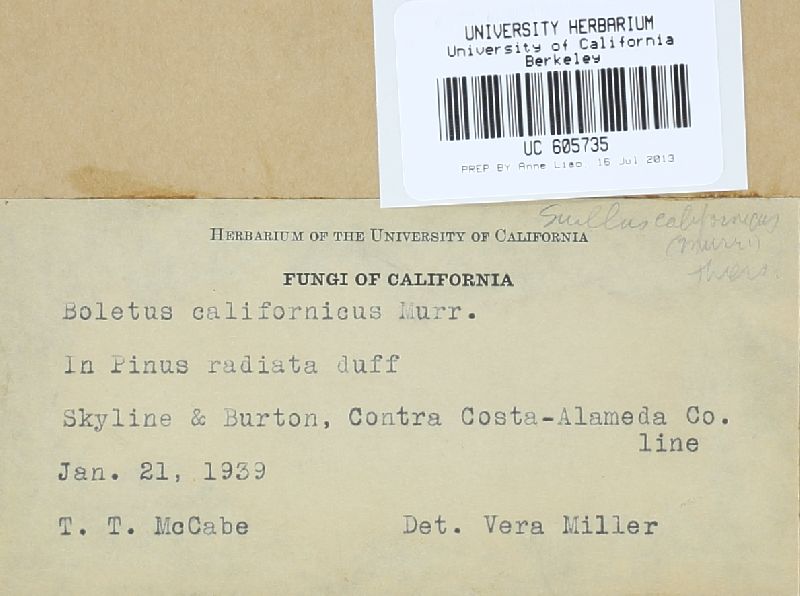 UNIVERSITY HERBARIUM
University of California
Berkeley
UC 605735
PREP BY Anne Liao, 16 Jul 2013
Suillus californicus
(Murr.)
Thiers
HERBARIUM OF THE UNIVERSITY OF CALIFORNIA
FUNGI OF CALIFORNIA
Boletus californicus Murr.
In Pinus radiata duff
Skyline & Burton, Contra Costa-Alameda Co.
line
Jan. 21, 1939
T. T. McCabe Det. Vera Miller